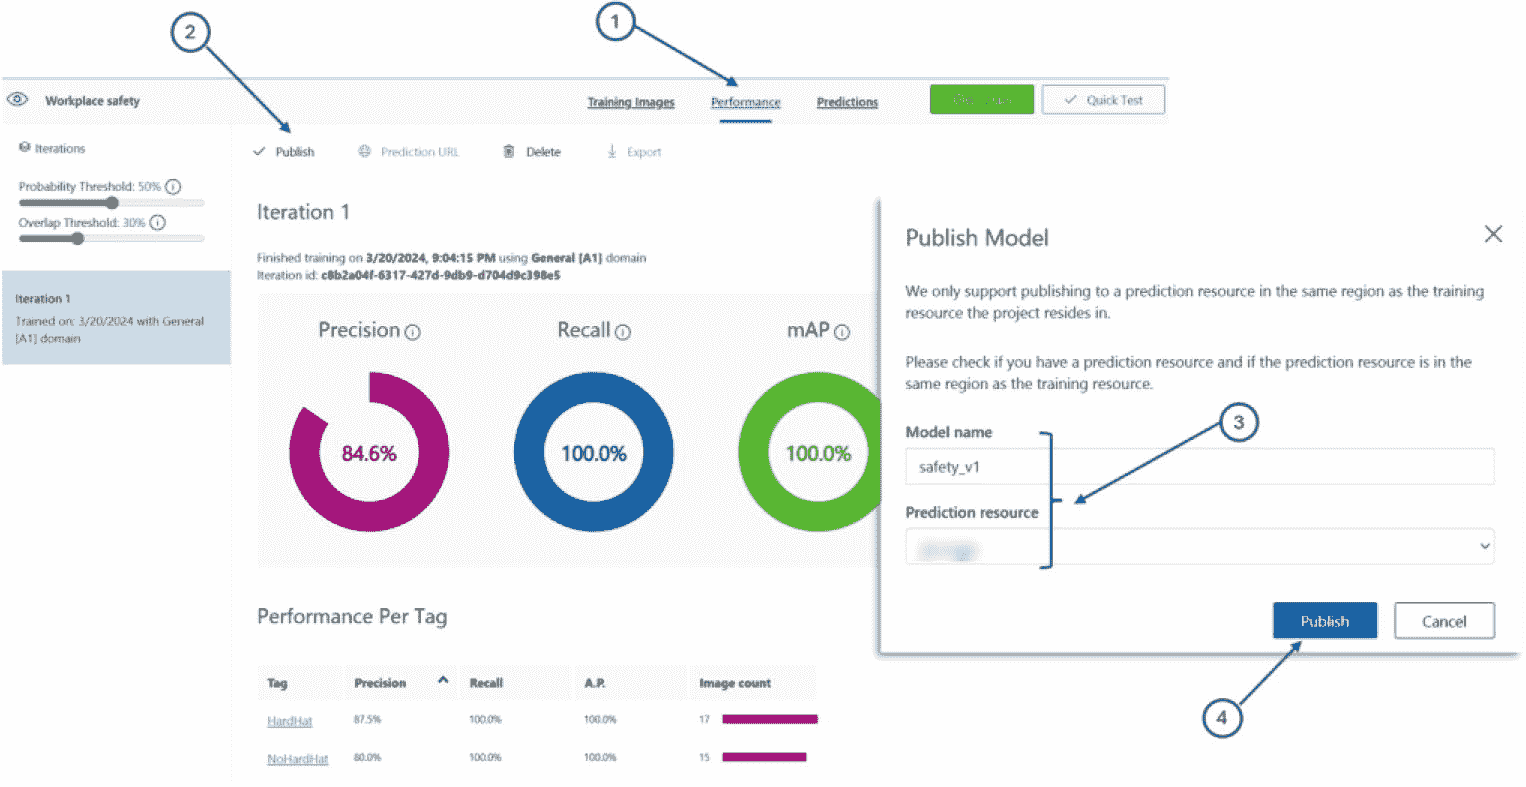 1
2
Workplace safety
Training Images
Performance
Predictions
Quick Test
Iterations
Publish
Prediction URL
Delete
Export
Probability Threshold: 50%
Overlap Threshold: 30%
Iteration 1
Trained on: 3/20/2024 with General
[A1] domain
Iteration 1
Finished training on 3/20/2024, 9:04:15 PM using General [A1] domain
Iteration id: c8b2a04f-6317-427d-9db9-d704d9c398e5
Precision
Recall
mAP
84.6%
100.0%
100.0%
Performance Per Tag
Tag Precision Recall A.P. Image count
HardHat 87.5% 100.0% 100.0% 17
NoHardHat 80.0% 100.0% 100.0% 15
Publish Model
We only support publishing to a prediction resource in the same region as the training
resource the project resides in.
Please check if you have a prediction resource and if the prediction resource is in the
same region as the training resource.
3
Model name
safety_v1
Prediction resource
Publish
Cancel
4